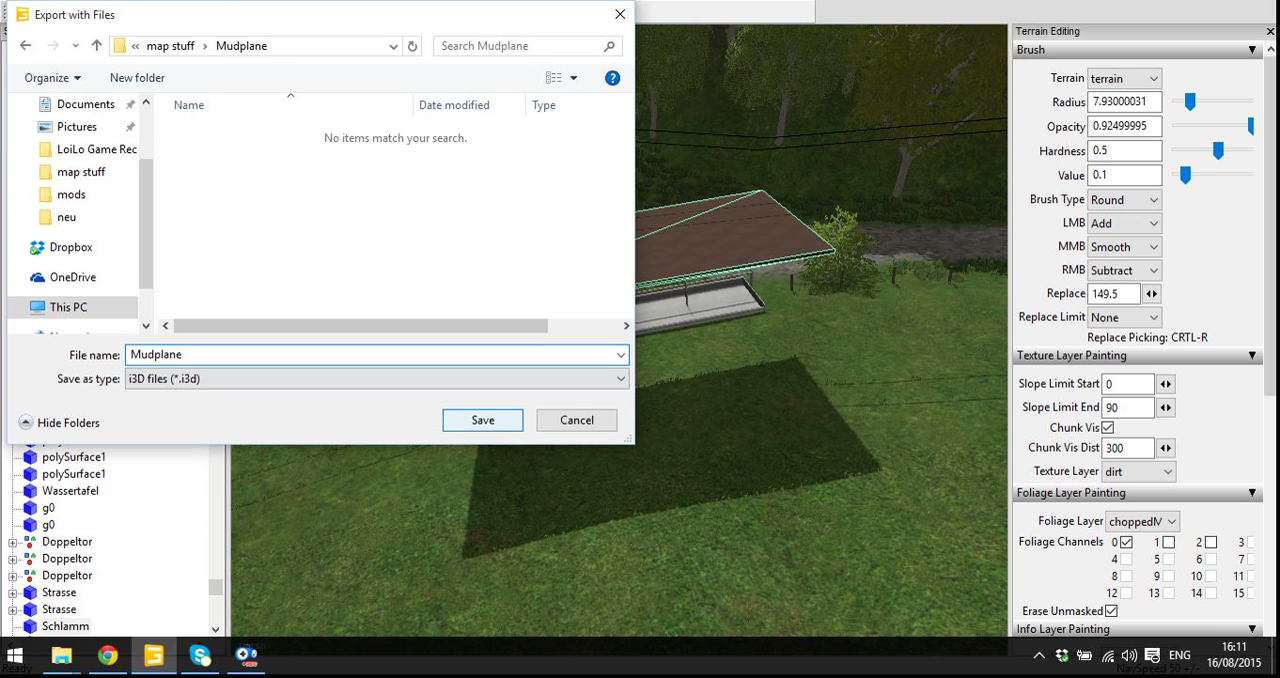 Export with Files
« map stuff > Mudplane
Search Mudplane
Organize
New folder
Name
Date modified
Type
No items match your search.
Documents
Pictures
LoiLo Game Rec
map stuff
mods
neu
Dropbox
OneDrive
This PC
File name: Mudplane
Save as type: i3D files (*.i3d)
Hide Folders
Save
Cancel
polySurface1
polySurface1
Wassertafel
g0
g0
Doppeltor
Doppeltor
Doppeltor
Strasse
Strasse
Schlamm
Terrain Editing
Brush
Terrain terrain
Radius 7.93000031
Opacity 0.92499995
Hardness 0.5
Value 0.1
Brush Type Round
LMB Add
MMB Smooth
RMB Subtract
Replace 149.5
Replace Limit None
Replace Picking: CRTL-R
Texture Layer Painting
Slope Limit Start 0
Slope Limit End 90
Chunk Vis
Chunk Vis Dist 300
Texture Layer dirt
Foliage Layer Painting
Foliage Layer choppedM
Foliage Channels 0 1 2 3
4 5 6 7
8 9 10 11
12 13 14 15
Erase Unmasked
Info Layer Painting
ENG
16:11
16/08/2015